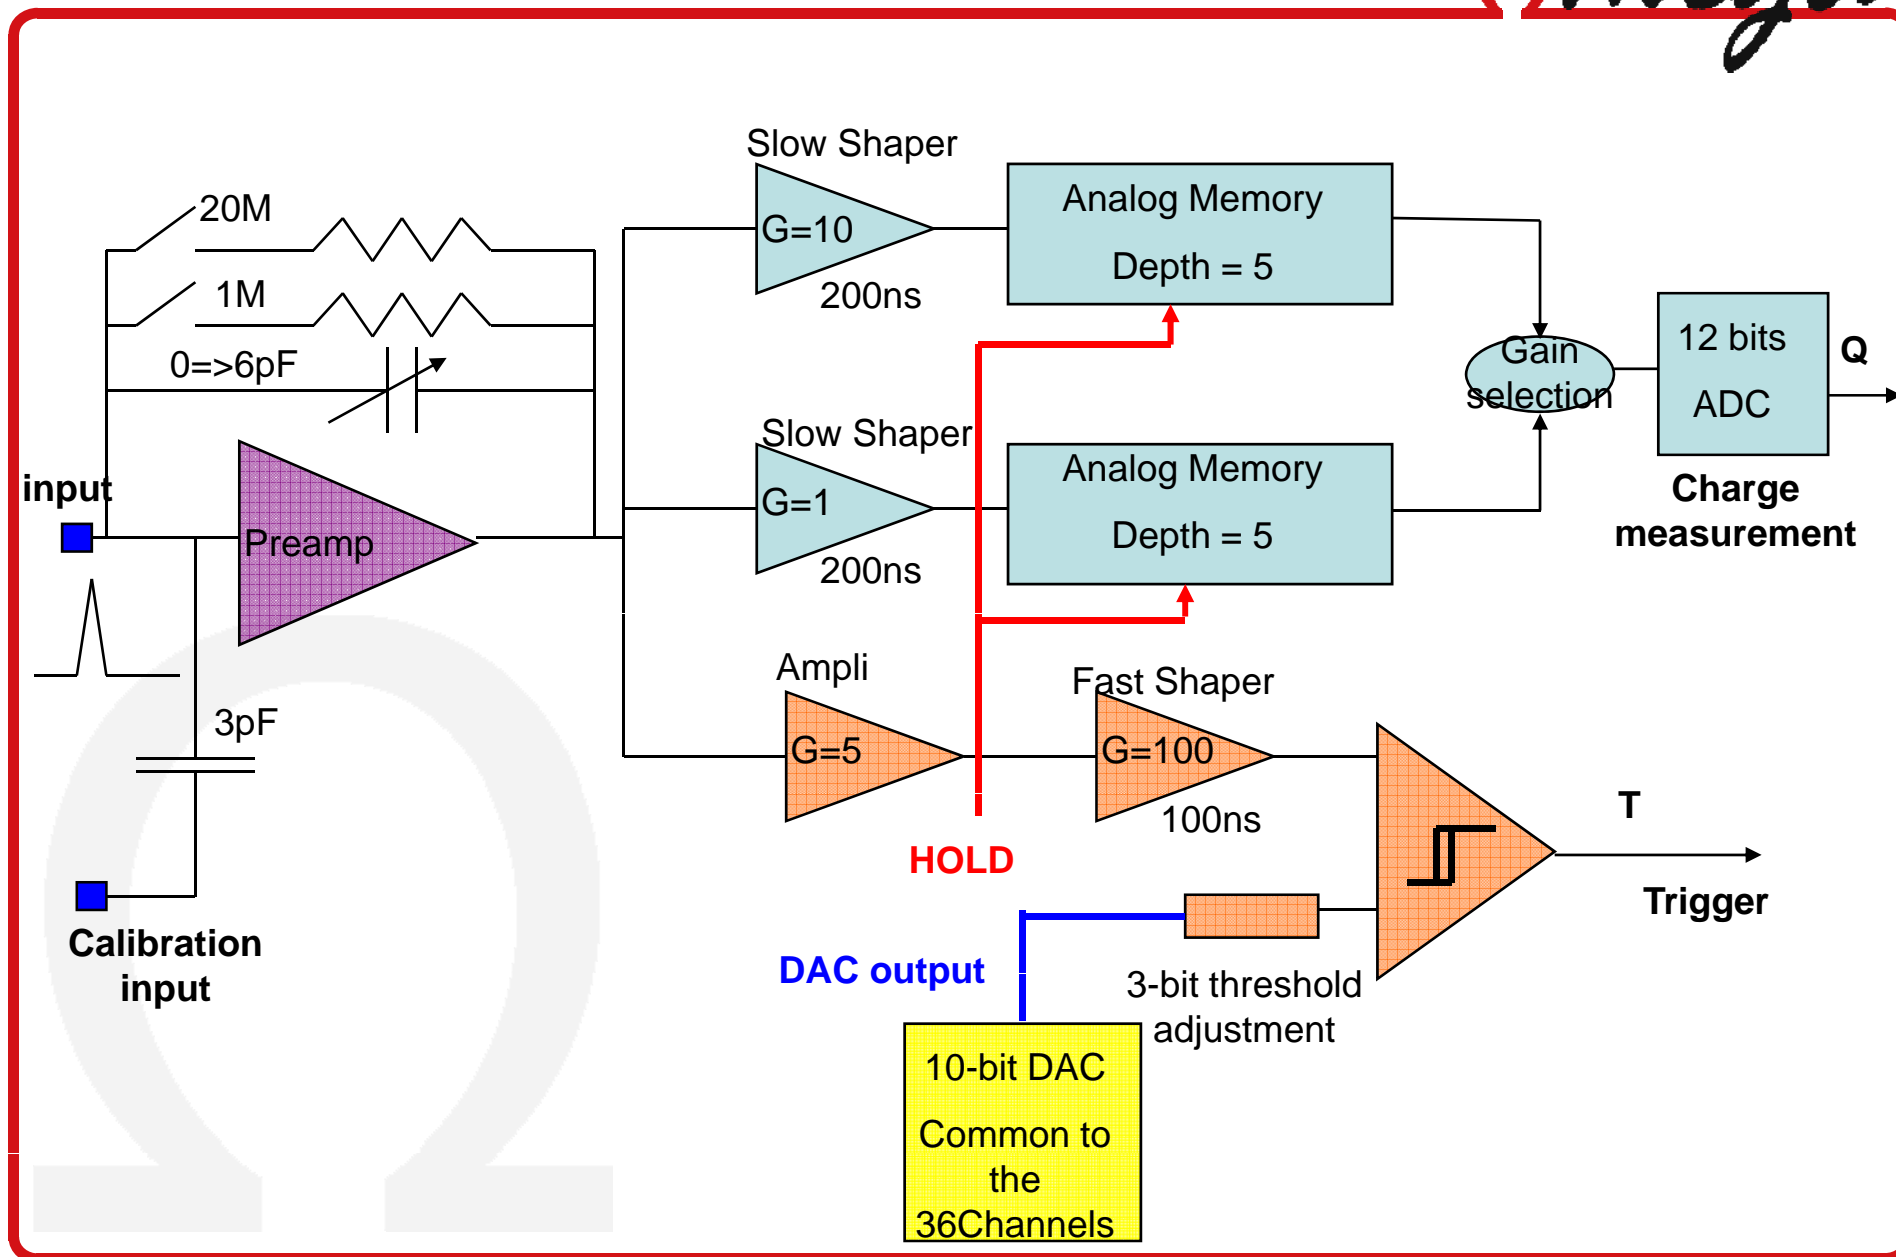 Slow Shaper
20M
G=10
Analog Memory
Depth = 5
200ns
1M
0=>6pF
Gain
selection
12 bits
ADC
Q
Slow Shaper
G=1
Analog Memory
Depth = 5
200ns
Charge
measurement
input
Preamp
3pF
Ampli
G=5
Fast Shaper
G=100
100ns
T
Trigger
HOLD
Calibration
input
DAC output
3-bit threshold
adjustment
10-bit DAC
Common to
the
36Channels